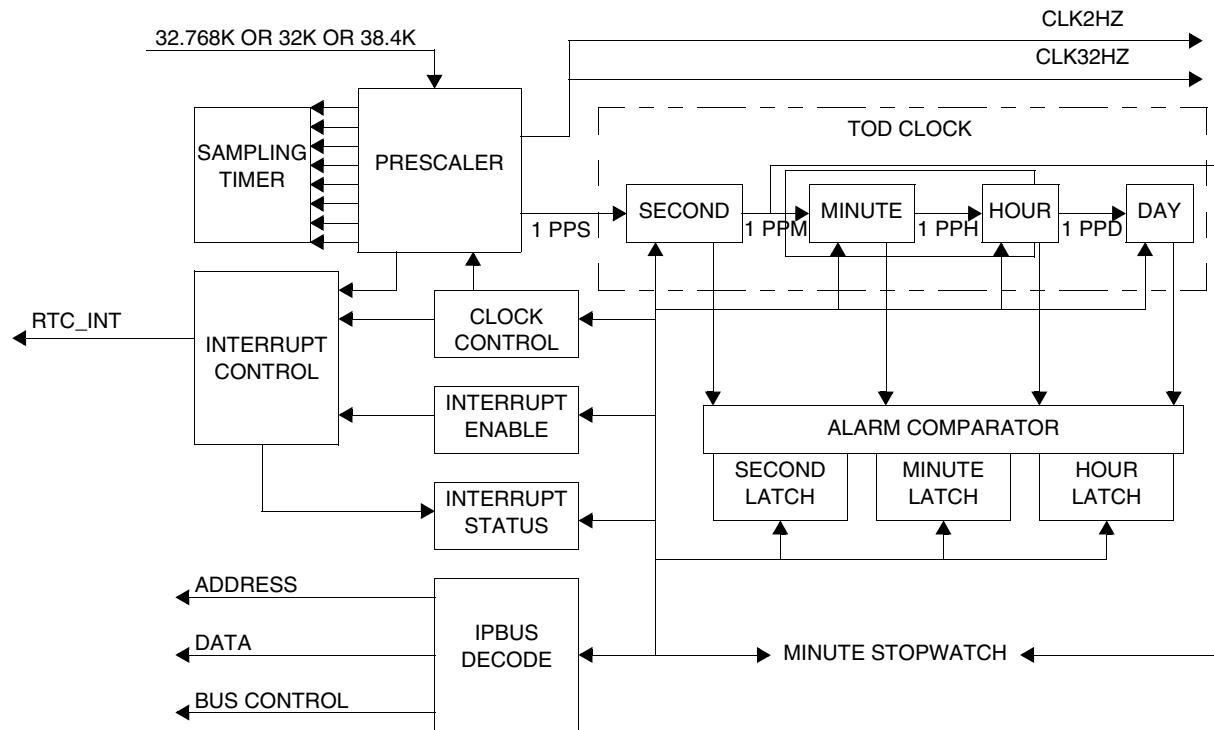 CLK2HZ
32.768K OR 32K OR 38.4K
CLK32HZ
TOD CLOCK
SAMPLING
TIMER
PRESCALER
SECOND
MINUTE
HOUR
DAY
1 PPS
1 PPM
1 PPH
1 PPD
RTC_INT
INTERRUPT
CONTROL
CLOCK
CONTROL
INTERRUPT
ENABLE
ALARM COMPARATOR
SECOND
LATCH
MINUTE
LATCH
HOUR
LATCH
INTERRUPT
STATUS
ADDRESS
DATA
BUS CONTROL
IPBUS
DECODE
MINUTE STOPWATCH